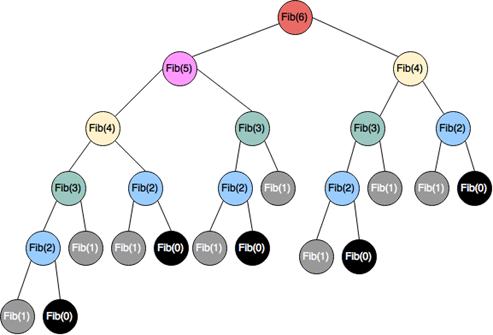 Fib(6)
Fib(5) Fib(4)
Fib(4) Fib(3) Fib(3) Fib(2)
Fib(3) Fib(2) Fib(2) Fib(1) Fib(2) Fib(1) Fib(1) Fib(0)
Fib(2) Fib(1) Fib(1) Fib(0) Fib(1) Fib(0) Fib(1) Fib(0)
Fib(1) Fib(0)